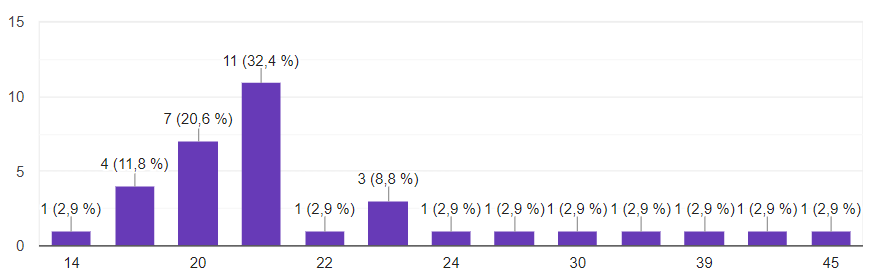 15
11 (32,4 %)
10
7 (20,6 %)
4 (11,8 %)
3 (8,8 %)
5
1 (2,9 %) 1 (2,9 %) 1 (2,9 %) 1 (2,9 %) 1 (2,9 %) 1 (2,9 %) 1 (2,9 %) 1 (2,9 %) 1 (2,9 %)
0
14 20 22 24 30 39 45